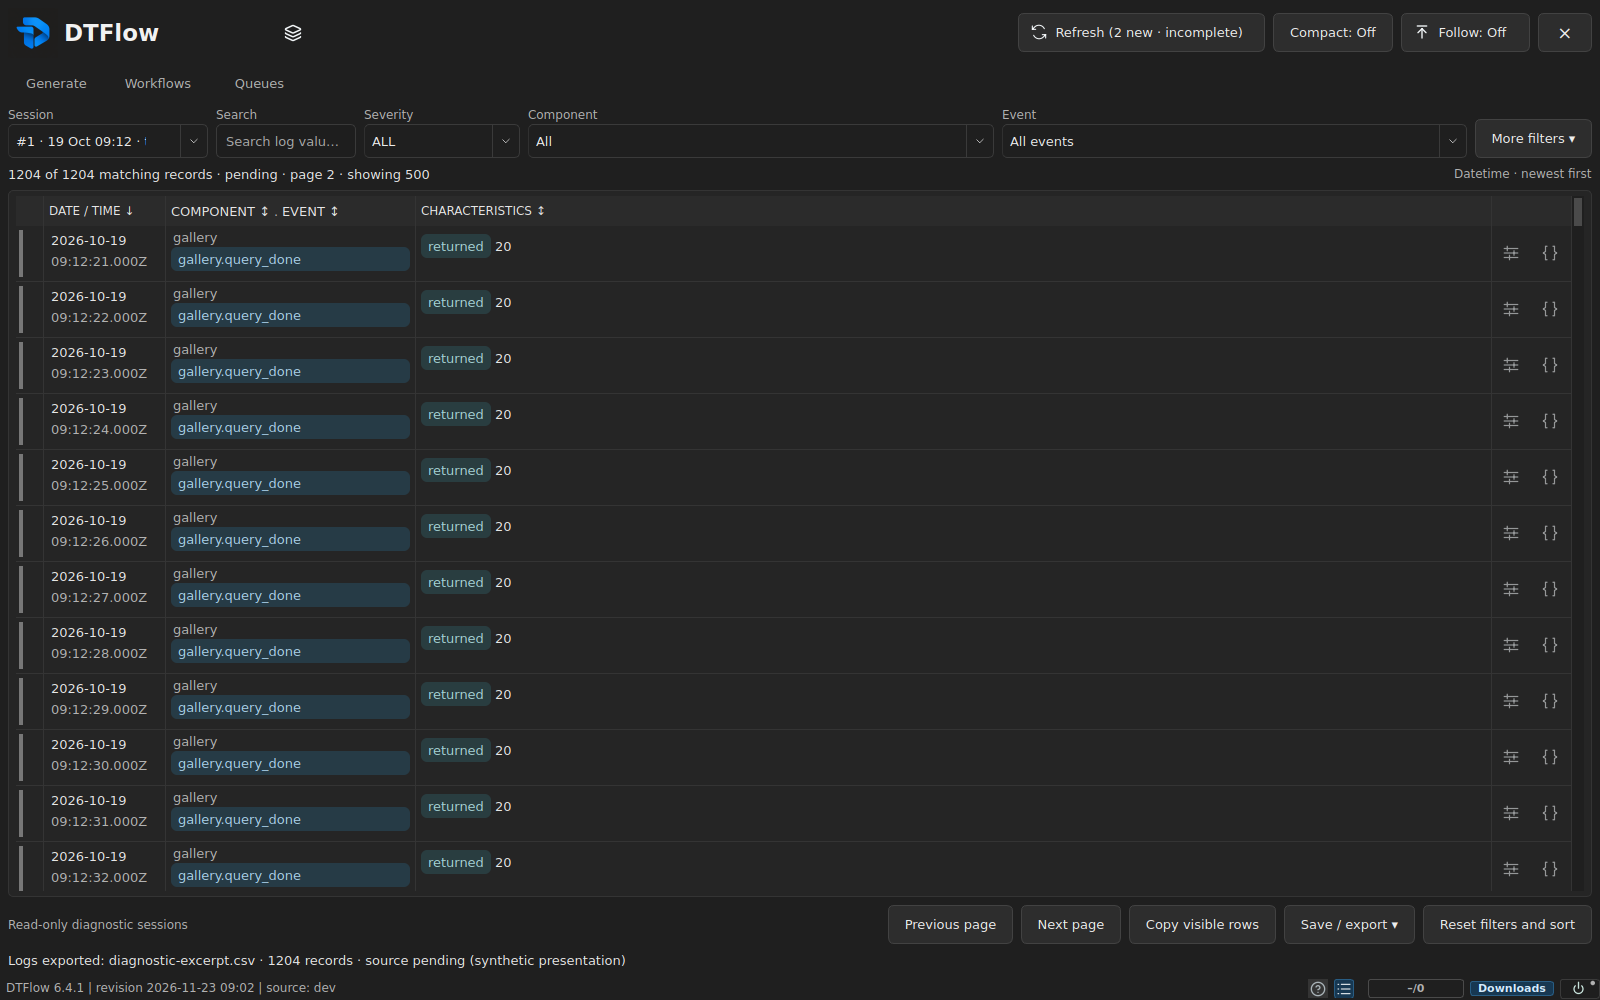 DTFlow
Refresh (2 new · incomplete)
Compact: Off
Follow: Off
Generate
Workflows
Queues
Session
Search
Severity
Component
Event
#1 · 19 Oct 09:12 ·
Search log valu...
ALL
All
All events
More filters ▾
1204 of 1204 matching records · pending · page 2 · showing 500
Datetime · newest first
DATE / TIME ↓
COMPONENT ↕ . EVENT ↕
CHARACTERISTICS ↕
2026-10-19
09:12:21.000Z
gallery
gallery.query_done
returned 20
{}
2026-10-19
09:12:22.000Z
gallery
gallery.query_done
returned 20
{}
2026-10-19
09:12:23.000Z
gallery
gallery.query_done
returned 20
{}
2026-10-19
09:12:24.000Z
gallery
gallery.query_done
returned 20
{}
2026-10-19
09:12:25.000Z
gallery
gallery.query_done
returned 20
{}
2026-10-19
09:12:26.000Z
gallery
gallery.query_done
returned 20
{}
2026-10-19
09:12:27.000Z
gallery
gallery.query_done
returned 20
{}
2026-10-19
09:12:28.000Z
gallery
gallery.query_done
returned 20
{}
2026-10-19
09:12:29.000Z
gallery
gallery.query_done
returned 20
{}
2026-10-19
09:12:30.000Z
gallery
gallery.query_done
returned 20
{}
2026-10-19
09:12:31.000Z
gallery
gallery.query_done
returned 20
{}
2026-10-19
09:12:32.000Z
gallery
gallery.query_done
returned 20
{}
Read-only diagnostic sessions
Previous page
Next page
Copy visible rows
Save / export ▾
Reset filters and sort
Logs exported: diagnostic-excerpt.csv · 1204 records · source pending (synthetic presentation)
DTFlow 6.4.1 | revision 2026-11-23 09:02 | source: dev
-/0
Downloads